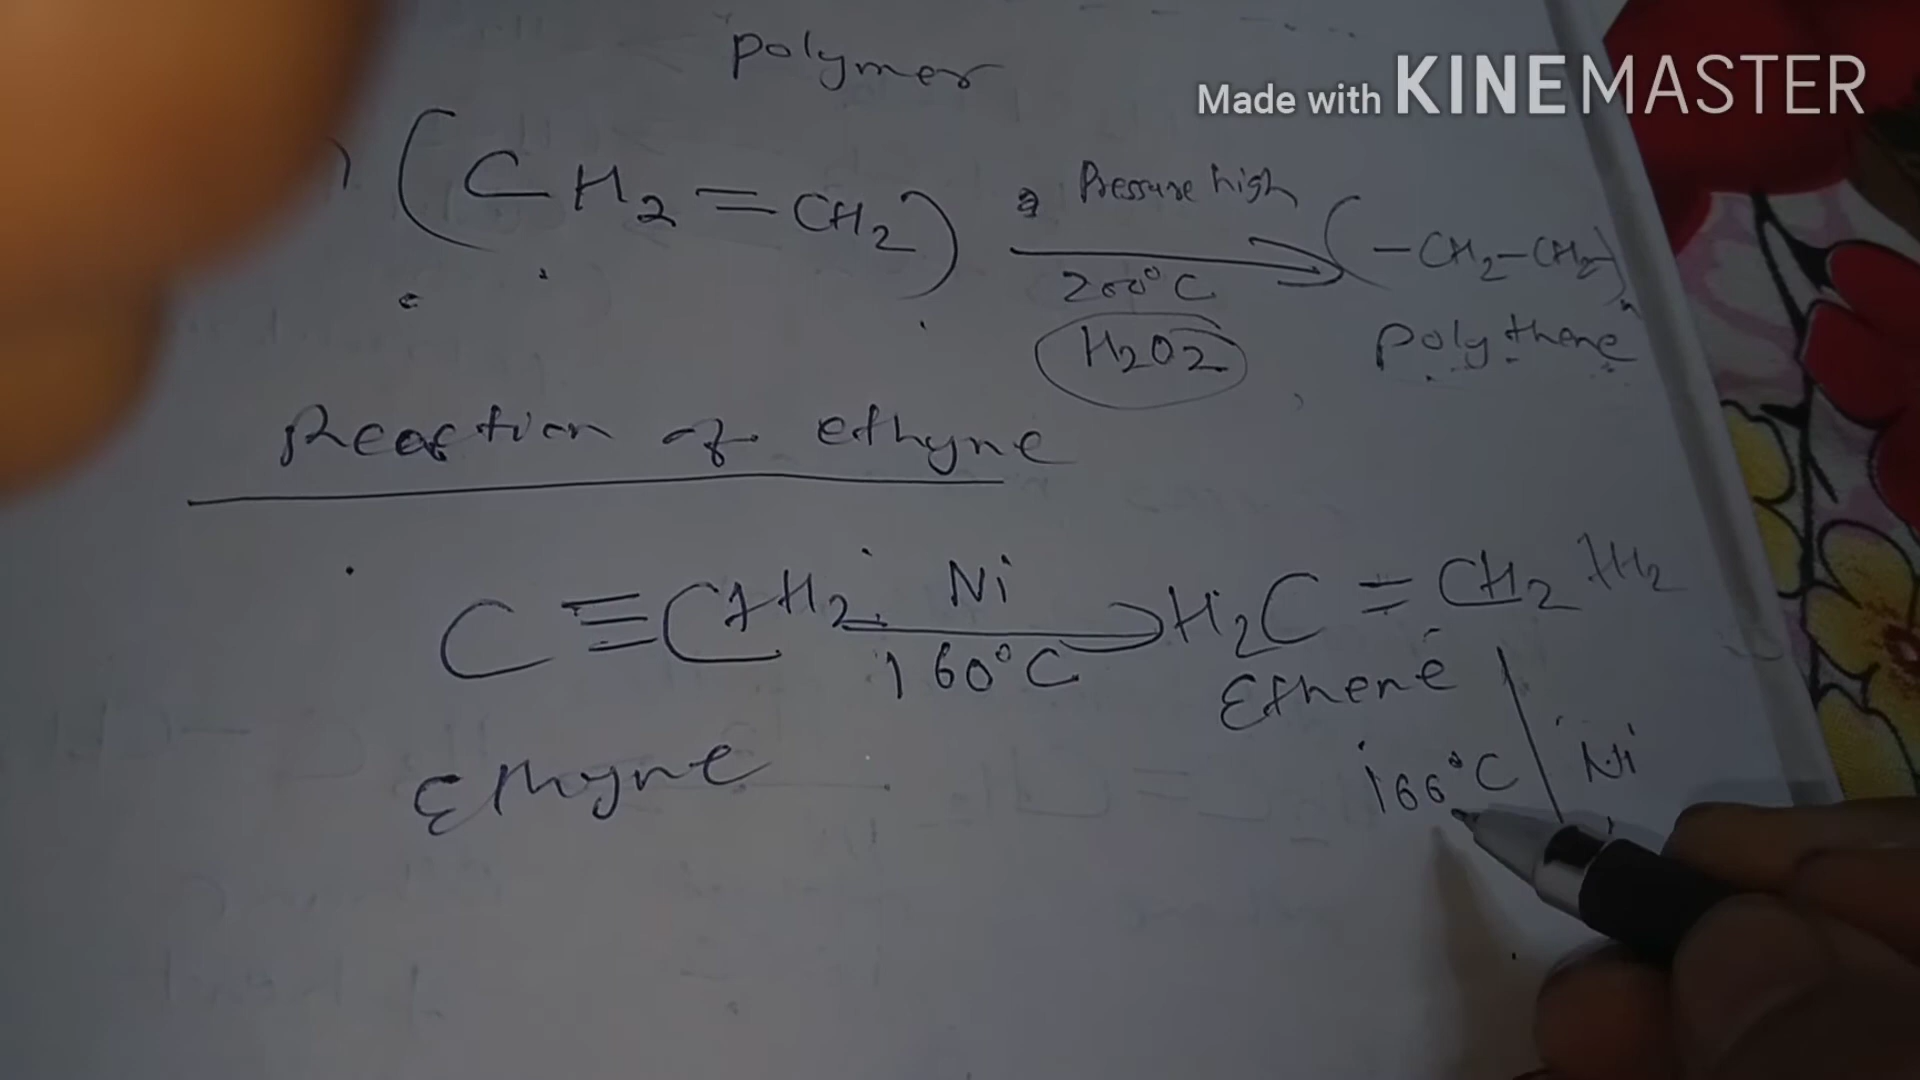 polymer
Made with KINEMASTER
(CH2=CH2) Pressure high (-CH2-CH2-)n
200°C
H2O2 polythene
Reaction of ethyne
C≡C+H2 Ni H2C=CH2 +H2
160°C
Ethene
Ethyne
166°C Ni